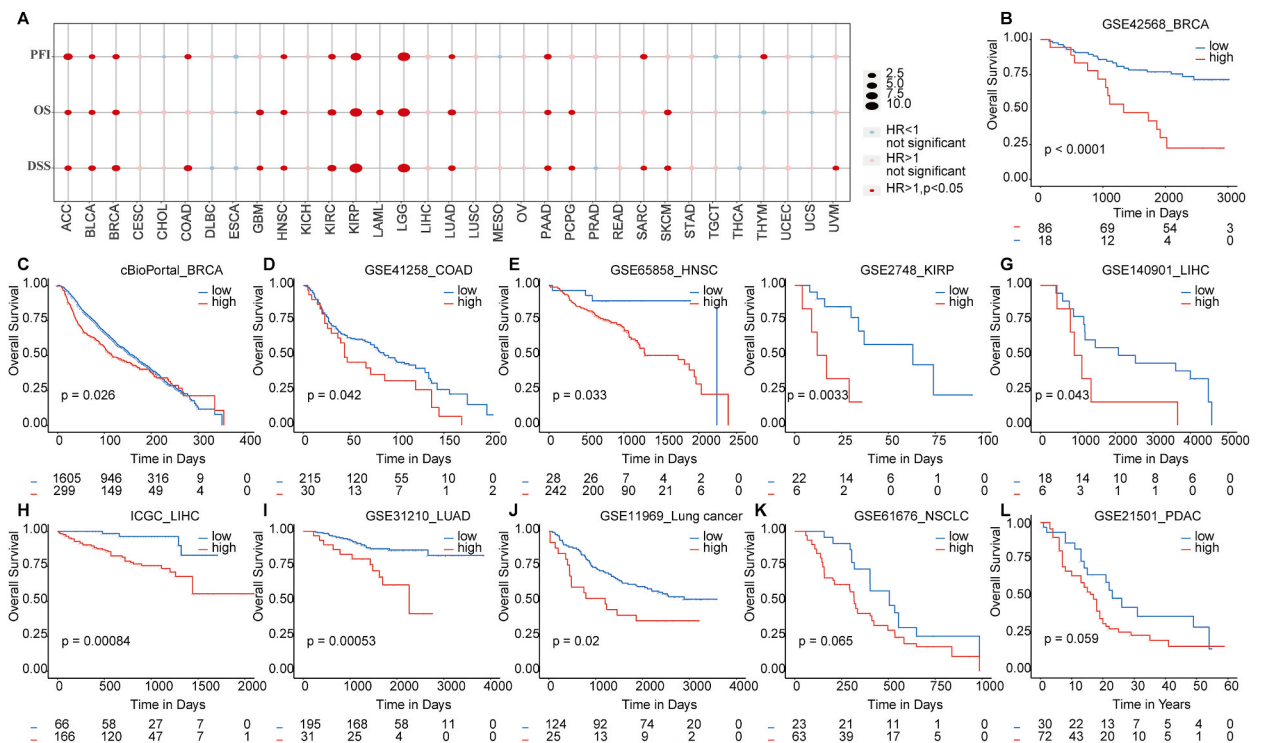 A
PFI
OS
DSS
ACC
BLCA
BRCA
CESC
CHOL
COAD
DLBC
ESCA
GBM
HNSC
KICH
KIRC
KIRP
LAML
LGG
LIHC
LUAD
LUSC
MESO
OV
PAAD
PCPG
PRAD
READ
SARC
SKCM
STAD
TGCT
THCA
THYM
UCEC
UCS
UVM
2.5
5.0
7.5
10.0
HR<1
not significant
HR>1
not significant
HR>1,p<0.05
B
GSE42568_BRCA
low
high
Overall Survival
1.00
0.75
0.50
0.25
0.00
p < 0.0001
0 1000 2000 3000
Time in Days
86 69 54 3
18 12 4 0
C
cBioPortal_BRCA
low
high
Overall Survival
1.00
0.75
0.50
0.25
0.00
p = 0.026
0 100 200 300 400
Time in Days
1605 946 316 9 0
299 149 49 4 0
D
GSE41258_COAD
low
high
Overall Survival
1.00
0.75
0.50
0.25
0.00
p = 0.042
0 50 100 150 200
Time in Days
215 120 55 10 0
30 13 7 1 2
E
GSE65858_HNSC
low
high
Overall Survival
1.00
0.75
0.50
0.25
0.00
p = 0.033
0 500 1000 1500 2000 2500
Time in Days
28 26 7 4 2 0
242 200 90 21 6 0
GSE2748_KIRP
low
high
Overall Survival
1.00
0.75
0.50
0.25
0.00
p = 0.0033
0 25 50 75 100
Time in Days
22 14 6 1 0
6 2 0 0 0
G
GSE140901_LIHC
low
high
Overall Survival
1.00
0.75
0.50
0.25
0.00
p = 0.043
0 1000 2000 3000 4000 5000
Time in Days
18 14 10 8 6 0
6 3 1 1 0 0
H
ICGC_LIHC
low
high
Overall Survival
1.00
0.75
0.50
0.25
0.00
p = 0.00084
0 500 1000 1500 2000
Time in Days
66 58 27 7 0
166 120 47 7 1
I
GSE31210_LUAD
low
high
Overall Survival
1.00
0.75
0.50
0.25
0.00
p = 0.00053
0 1000 2000 3000 4000
Time in Days
195 168 58 11 0
31 25 4 0 0
J
GSE11969_Lung cancer
low
high
Overall Survival
1.00
0.75
0.50
0.25
0.00
p = 0.02
0 1000 2000 3000 4000
Time in Days
124 92 74 20 0
25 13 9 2 0
K
GSE61676_NSCLC
low
high
Overall Survival
1.00
0.75
0.50
0.25
0.00
p = 0.065
0 250 500 750 1000
Time in Days
23 21 11 1 0
63 39 17 5 0
L
GSE21501_PDAC
low
high
Overall Survival
1.00
0.75
0.50
0.25
0.00
p = 0.059
0 10 20 30 40 50 60
Time in Years
30 22 13 7 5 4 0
72 43 20 10 5 1 0